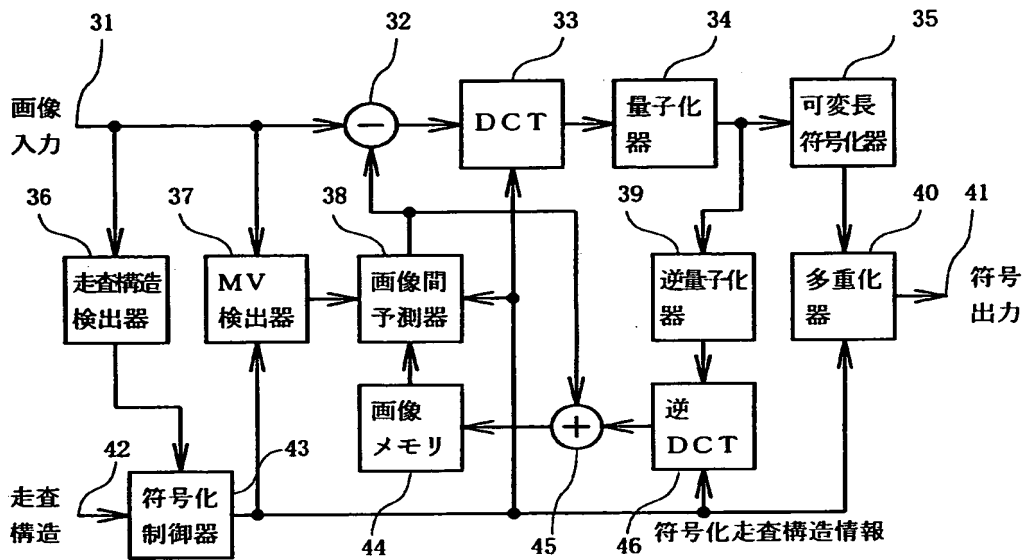 31
32
33
34
35
画像
入力
−
DCT
量子化
器
可変長
符号化器
36
37
38
39
40
41
走査構造
検出器
MV
検出器
画像間
予測器
逆量子化
器
多重化
器
符号
出力
画像
メモリ
+
逆
DCT
42
43
44
45
46
走査
構造
符号化
制御器
符号化走査構造情報